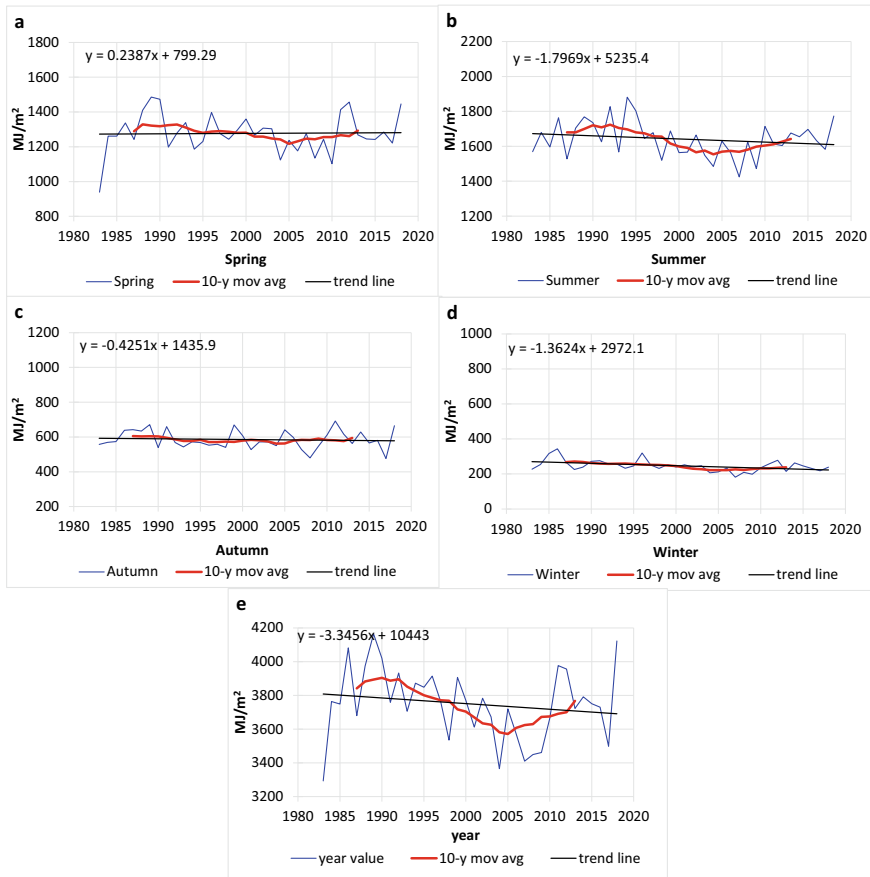 a
y = 0.2387x + 799.29
MJ/m²
1800
1600
1400
1200
1000
800
1980 1985 1990 1995 2000 2005 2010 2015 2020
Spring
Spring 10-y mov avg trend line
b
y = -1.7969x + 5235.4
MJ/m²
2200
2000
1800
1600
1400
1200
1980 1985 1990 1995 2000 2005 2010 2015 2020
Summer
Summer 10-y mov avg trend line
c
y = -0.4251x + 1435.9
MJ/m²
1200
1000
800
600
400
200
1980 1985 1990 1995 2000 2005 2010 2015 2020
Autumn
Autumn 10-y mov avg trend line
d
y = -1.3624x + 2972.1
MJ/m²
1000
800
600
400
200
0
1980 1985 1990 1995 2000 2005 2010 2015 2020
Winter
Winter 10-y mov avg trend line
e
y = -3.3456x + 10443
MJ/m²
4200
4000
3800
3600
3400
3200
1980 1985 1990 1995 2000 2005 2010 2015 2020
year
year value 10-y mov avg trend line